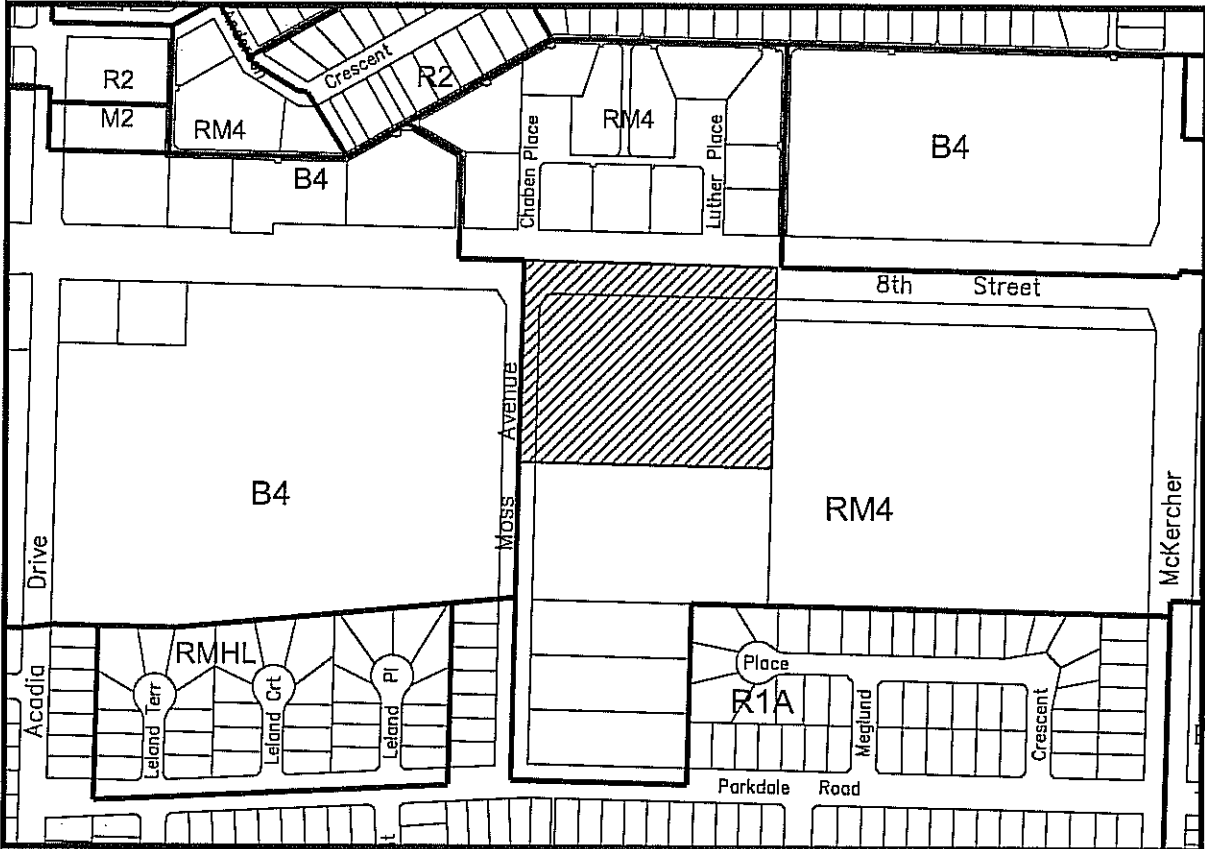 Crescent
R2
R2
M2
RM4
RM4
B4
B4
Chaben Place
Luther Place
8th Street
Moss Avenue
B4
RM4
Drive
Acadia
McKercher
RMHL
Leland Terr
Leland Crt
Leland Pl
Place
R1A
Meglund
Crescent
Parkdale Road